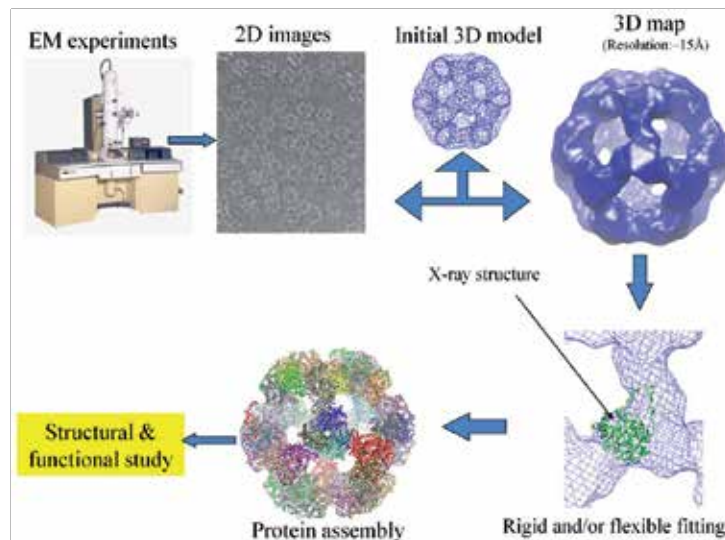 EM experiments
2D images
Initial 3D model
3D map
(Resolution:~15Å)
X-ray structure
Structural &
functional study
Protein assembly
Rigid and/or flexible fitting